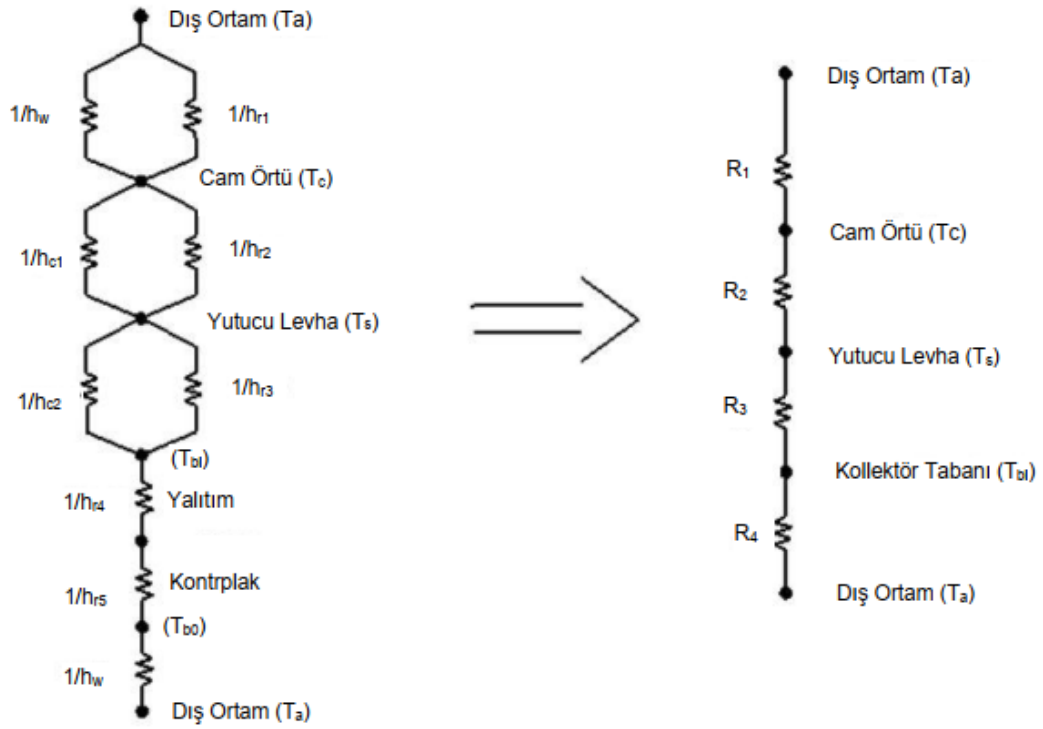 Dış Ortam (Ta)
1/hw
1/hr1
Cam Örtü (Tc)
1/hc1
1/hr2
Yutucu Levha (Ts)
1/hc2
1/hr3
(Tbl)
1/hr4
Yalıtım
Kontrplak
1/hr5
(Tb0)
1/hw
Dış Ortam (Ta)
Dış Ortam (Ta)
R1
Cam Örtü (Tc)
R2
Yutucu Levha (Ts)
R3
Kollektör Tabanı (Tbl)
R4
Dış Ortam (Ta)